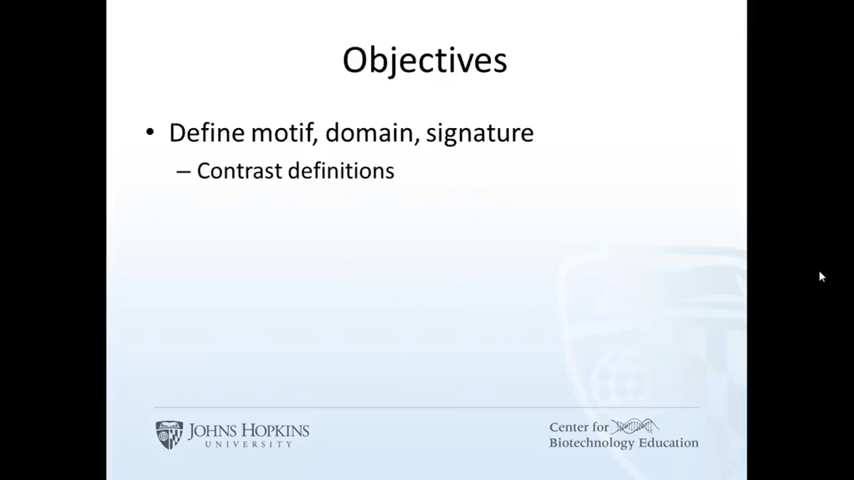 Objectives
• Define motif, domain, signature
– Contrast definitions
JOHNS HOPKINS
UNIVERSITY
Center for
Biotechnology Education